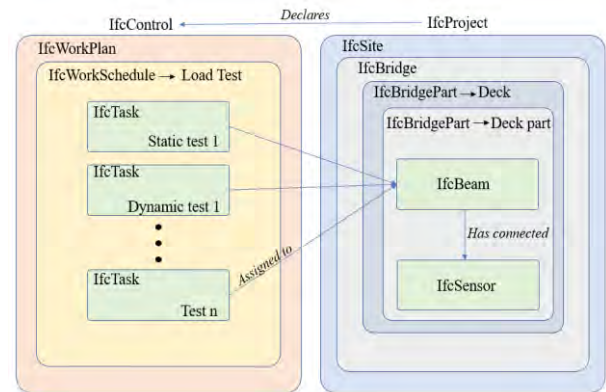 Declares
IfcControl
IfcProject
IfcWorkPlan
IfcWorkSchedule → Load Test
IfcTask
Static test 1
IfcTask
Dynamic test 1
IfcTask
Test n
Assigned to
IfcSite
IfcBridge
IfcBridgePart → Deck
IfcBridgePart → Deck part
IfcBeam
Has connected
IfcSensor